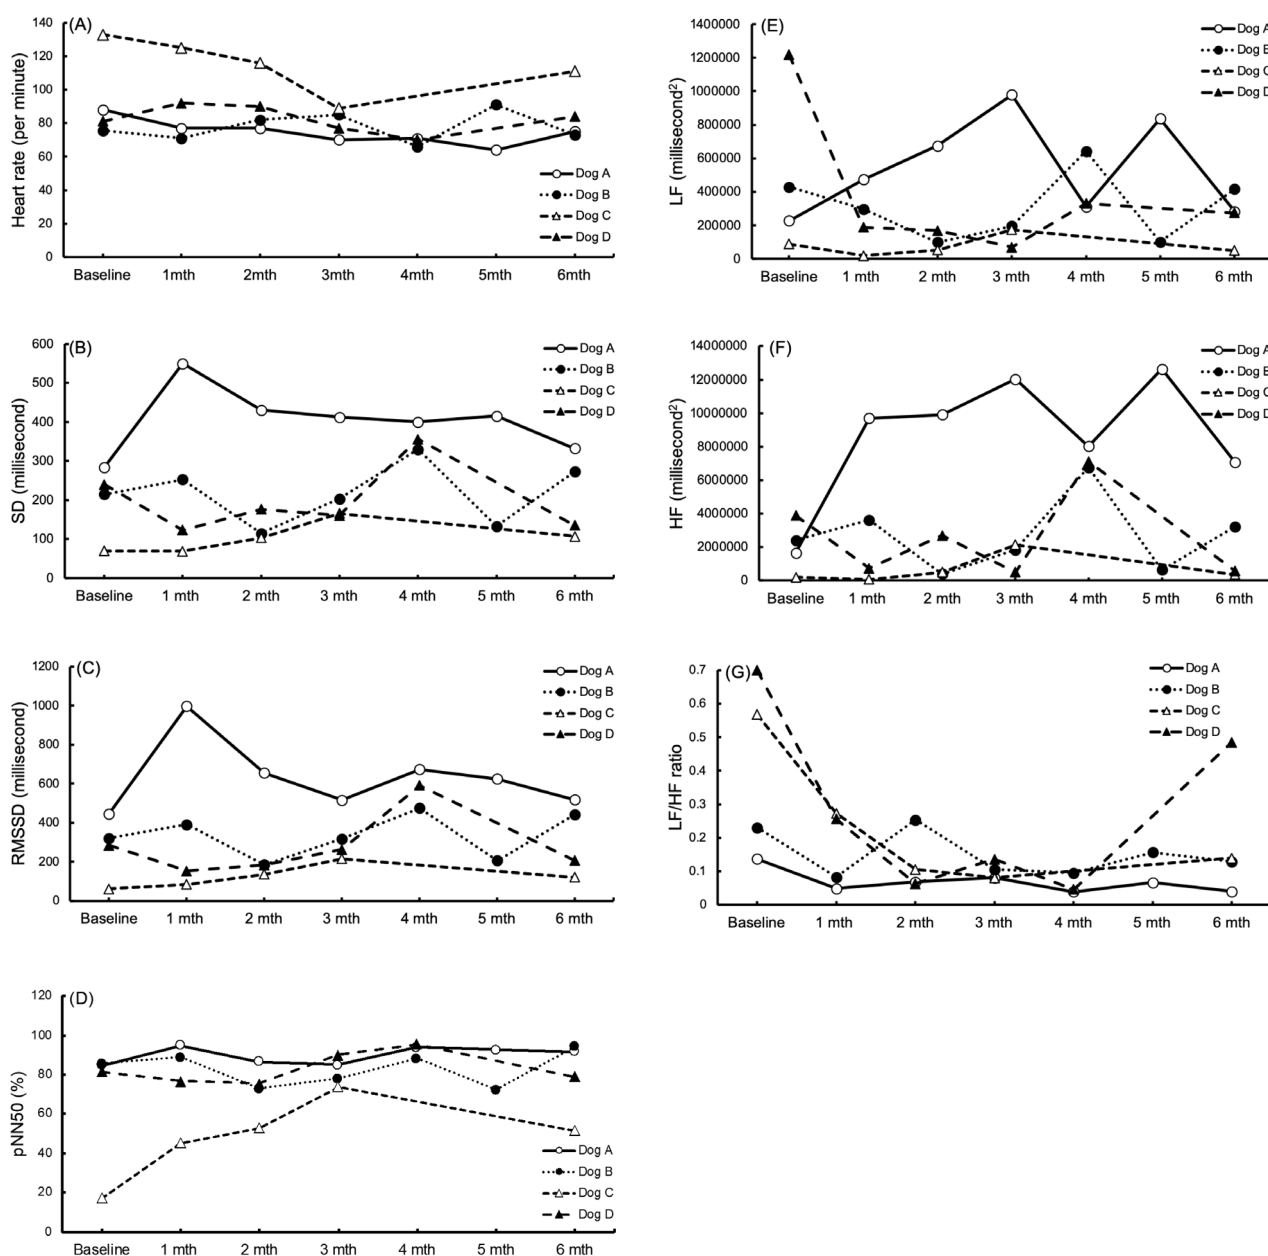 (A)
Heart rate (per minute)
140
120
100
80
60
40
20
0
Baseline 1mth 2mth 3mth 4mth 5mth 6mth
Dog A
Dog B
Dog C
Dog D
(B)
SD (millisecond)
600
500
400
300
200
100
0
Baseline 1 mth 2 mth 3 mth 4 mth 5 mth 6 mth
Dog A
Dog B
Dog C
Dog D
(C)
RMSSD (millisecond)
1200
1000
800
600
400
200
0
Baseline 1 mth 2 mth 3 mth 4 mth 5 mth 6 mth
Dog A
Dog B
Dog C
Dog D
(D)
pNN50 (%)
120
100
80
60
40
20
0
Baseline 1 mth 2 mth 3 mth 4 mth 5 mth 6 mth
Dog A
Dog B
Dog C
Dog D
(E)
LF (millisecond²)
1400000
1200000
1000000
800000
600000
400000
200000
0
Baseline 1 mth 2 mth 3 mth 4 mth 5 mth 6 mth
Dog A
Dog
Dog
Dog
(F)
HF (millisecond²)
14000000
12000000
10000000
8000000
6000000
4000000
2000000
0
Baseline 1 mth 2 mth 3 mth 4 mth 5 mth 6 mth
Dog A
Dog
Dog
Dog
(G)
LF/HF ratio
0.7
0.6
0.5
0.4
0.3
0.2
0.1
0
Baseline 1 mth 2 mth 3 mth 4 mth 5 mth 6 mth
Dog A
Dog B
Dog C
Dog D